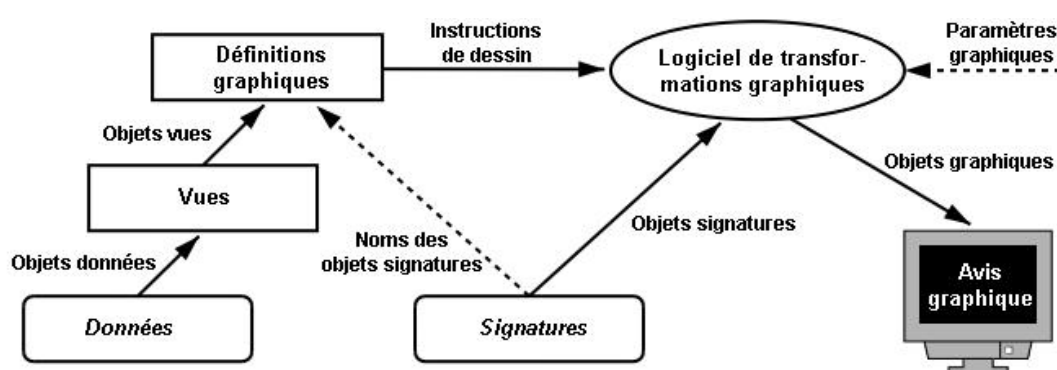 Définitions
graphiques
Instructions
de dessin
Logiciel de transfor-
mations graphiques
Paramètres
graphiques
Objets vues
Vues
Objets graphiques
Objets données
Noms des
objets signatures
Objets signatures
Données
Signatures
Avis
graphique